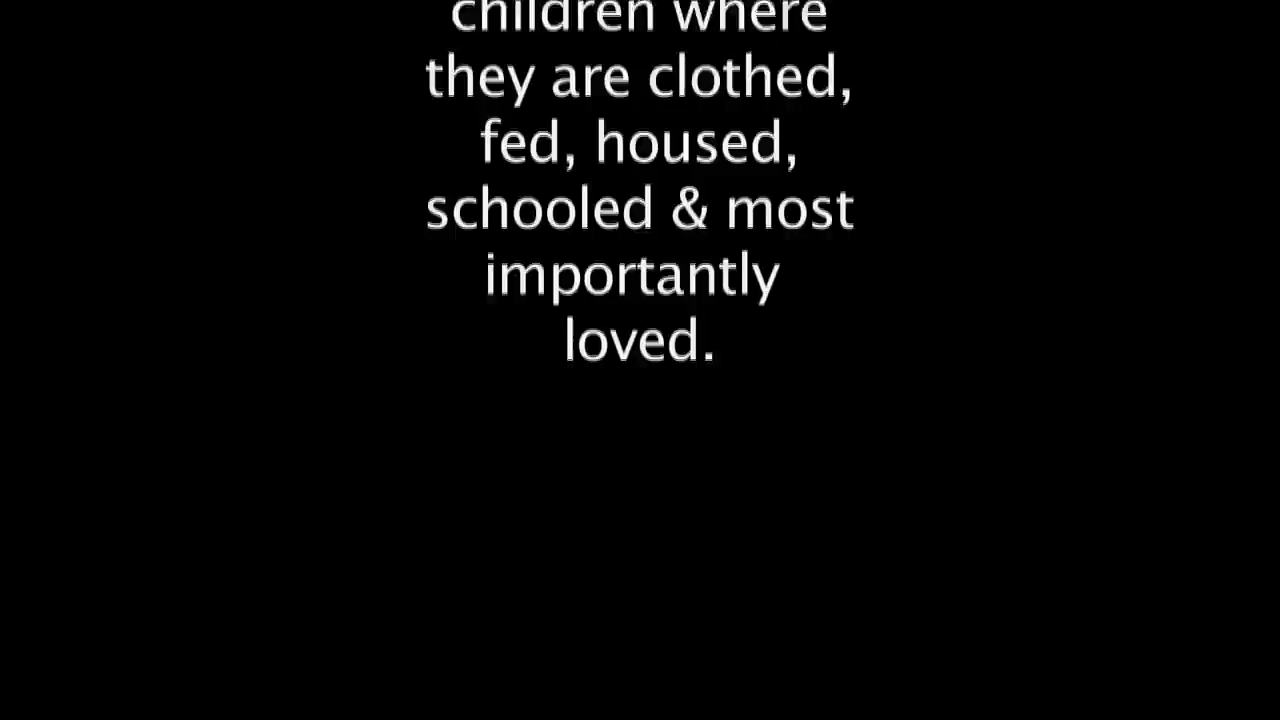 children where
they are clothed,
fed, housed,
schooled & most
importantly
loved.